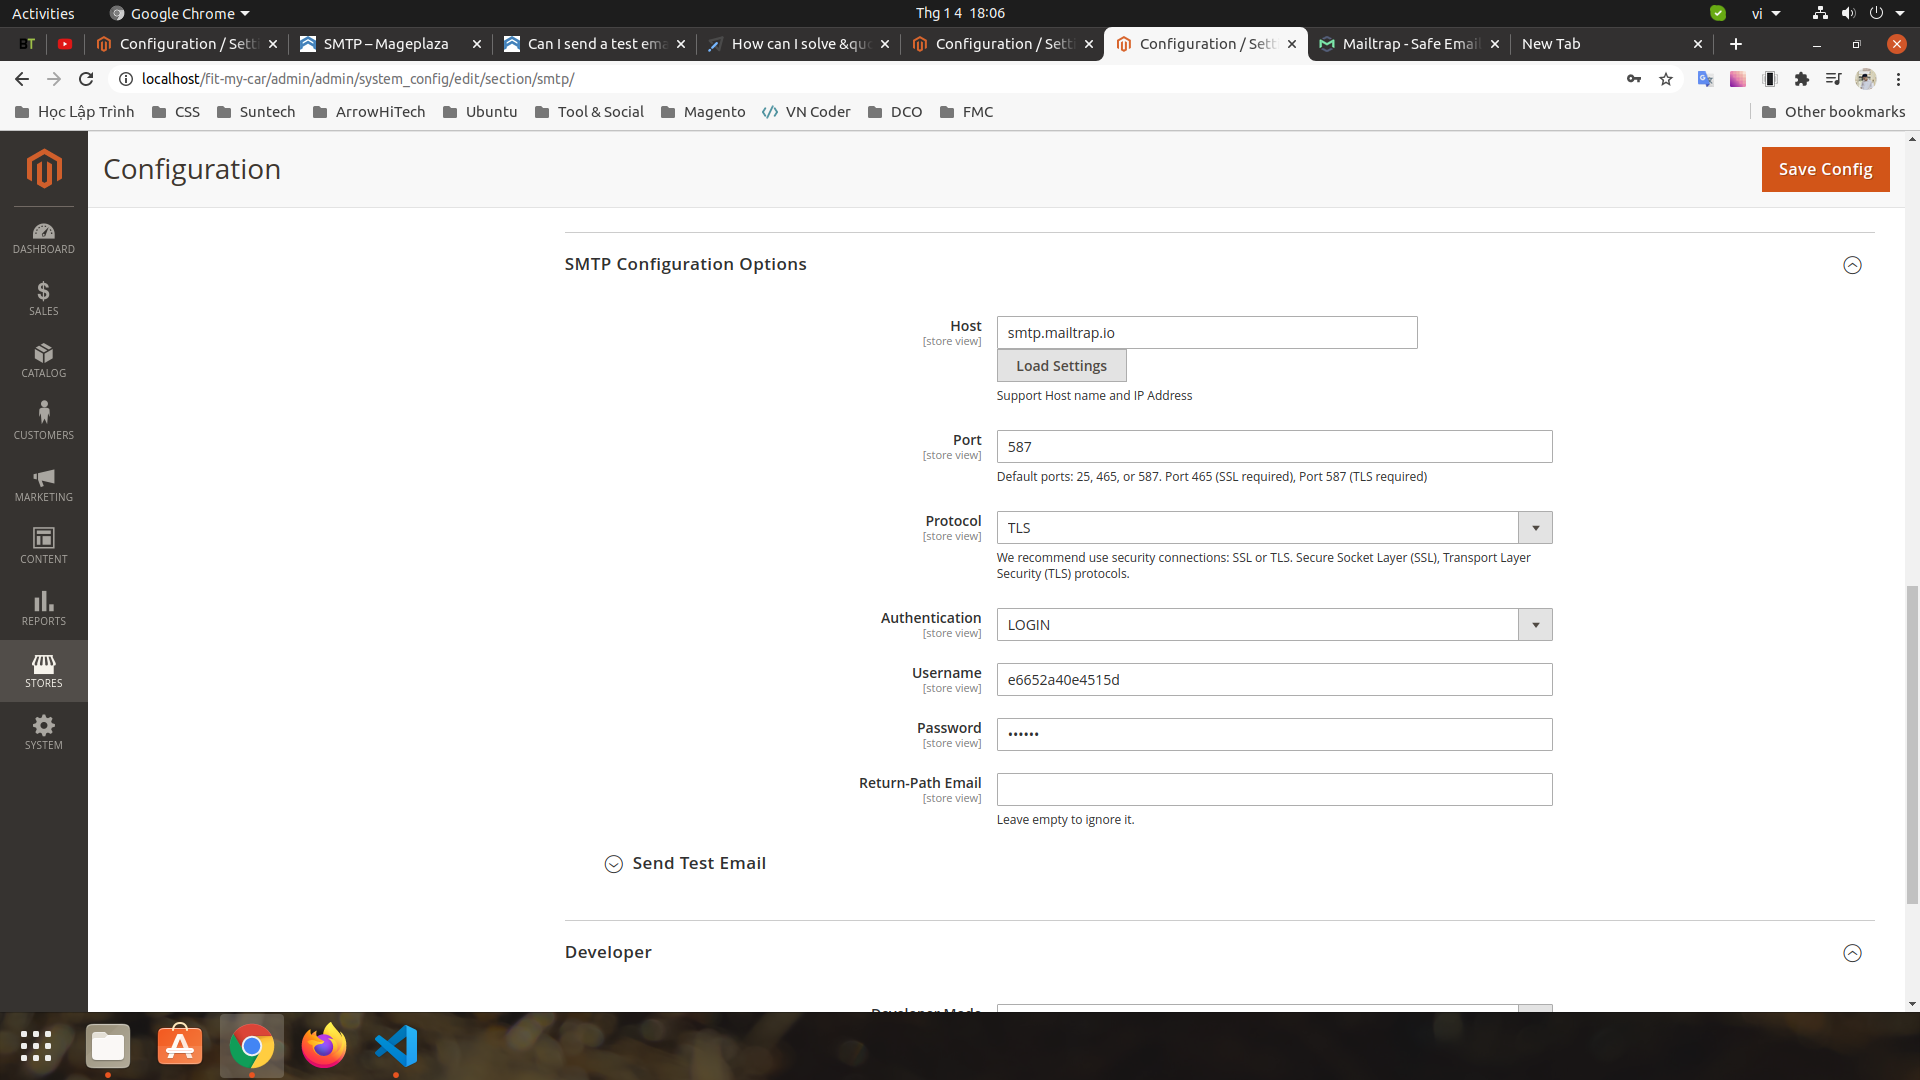 Activities
Google Chrome
Thg 1 4 18:06
vi
BT
Configuration / Setti
SMTP – Mageplaza
Can I send a test ema
How can I solve &quo
Configuration / Setti
Configuration / Setti
Mailtrap - Safe Email
New Tab
localhost/fit-my-car/admin/admin/system_config/edit/section/smtp/
Học Lập Trình
CSS
Suntech
ArrowHiTech
Ubuntu
Tool & Social
Magento
VN Coder
DCO
FMC
Other bookmarks
Configuration
Save Config
DASHBOARD
SALES
CATALOG
CUSTOMERS
MARKETING
CONTENT
REPORTS
STORES
SYSTEM
SMTP Configuration Options
Host
[store view]
smtp.mailtrap.io
Load Settings
Support Host name and IP Address
Port
[store view]
587
Default ports: 25, 465, or 587. Port 465 (SSL required), Port 587 (TLS required)
Protocol
[store view]
TLS
We recommend use security connections: SSL or TLS. Secure Socket Layer (SSL), Transport Layer
Security (TLS) protocols.
Authentication
[store view]
LOGIN
Username
[store view]
e6652a40e4515d
Password
[store view]
••••••
Return-Path Email
[store view]
Leave empty to ignore it.
Send Test Email
Developer
Developer Mode